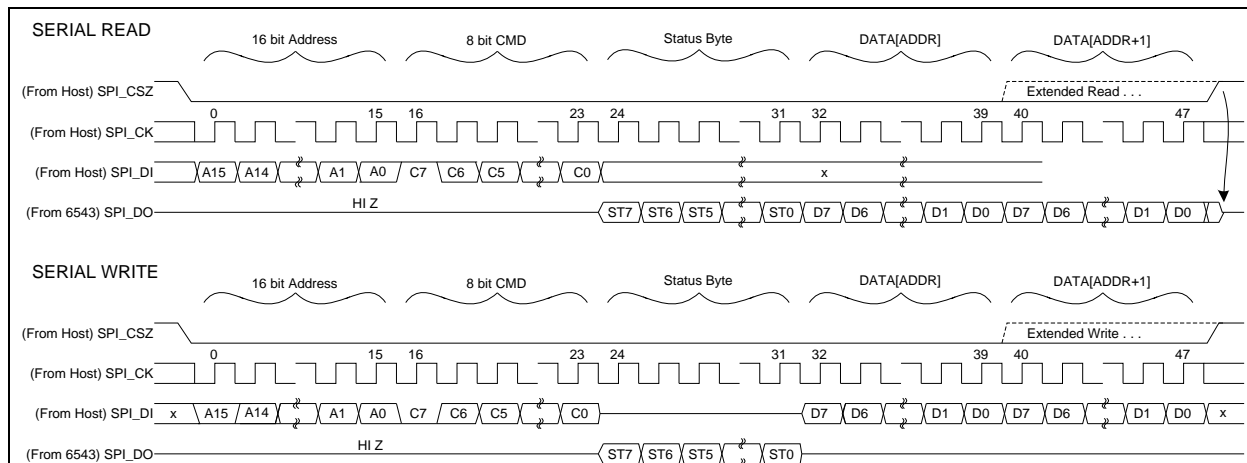 SERIAL READ
16 bit Address 8 bit CMD Status Byte DATA[ADDR] DATA[ADDR+1]
(From Host) SPI_CSZ Extended Read . . .
0 15 16 23 24 31 32 39 40 47
(From Host) SPI_CK
(From Host) SPI_DI A15 A14 A1 A0 C7 C6 C5 C0 x
HI Z
(From 6543) SPI_DO ST7 ST6 ST5 ST0 D7 D6 D1 D0 D7 D6 D1 D0
SERIAL WRITE
16 bit Address 8 bit CMD Status Byte DATA[ADDR] DATA[ADDR+1]
(From Host) SPI_CSZ Extended Write . . .
0 15 16 23 24 31 32 39 40 47
(From Host) SPI_CK
(From Host) SPI_DI x A15 A14 A1 A0 C7 C6 C5 C0 D7 D6 D1 D0 D7 D6 D1 D0 x
HI Z
(From 6543) SPI_DO ST7 ST6 ST5 ST0